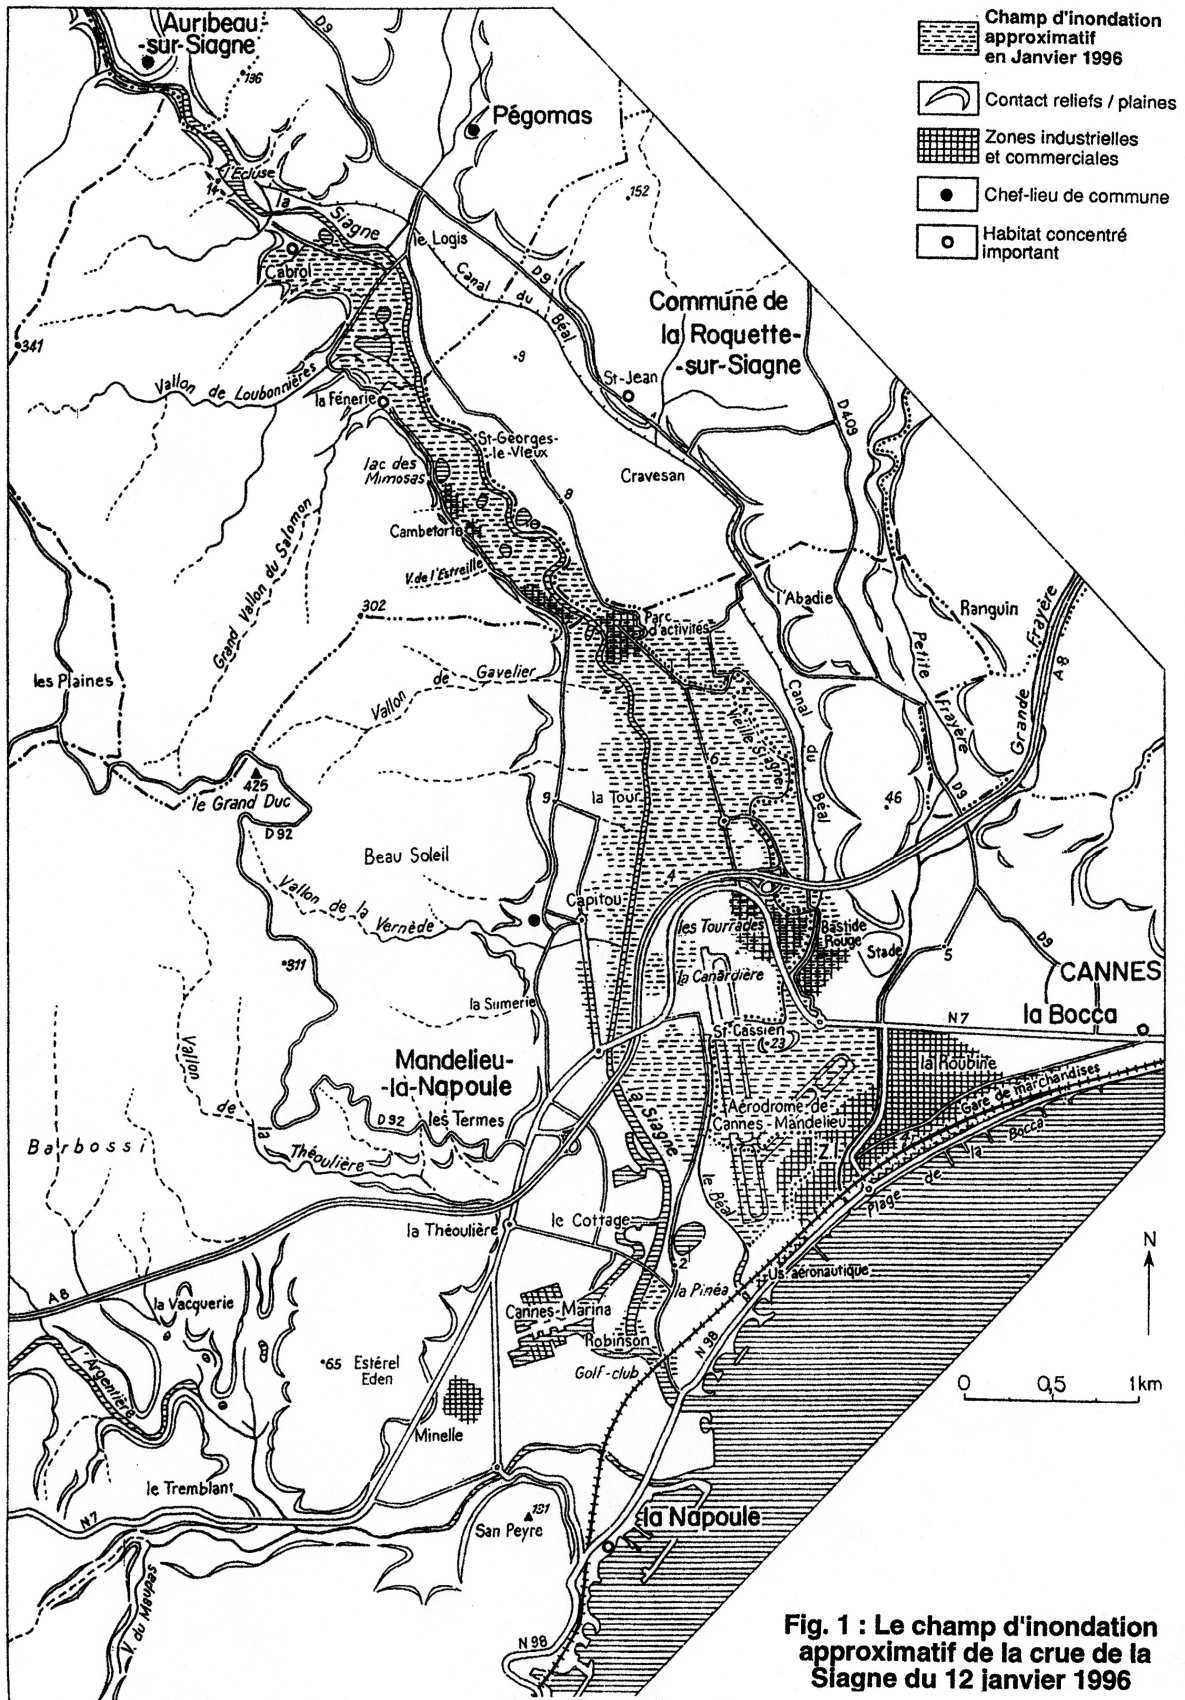 Auribeau-
-sur-Siagne
D9
136
Pégomas
Champ d'inondation
approximatif
en Janvier 1996
Contact reliefs / plaines
Zones industrielles
et commerciales
Chef-lieu de commune
Habitat concentré
important
l'Ecluse
14
la Siagne
152
le Logis
Cabrol
Canal du Béal
D9
Commune de
la Roquette-
-sur-Siagne
341
9
Vallon de Loubonnières
St-Jean
la Fénerie
D 409
St-Georges-
-le-Vieux
lac des
Mimosas
Cravesan
8
Grand Vallon du Salomon
Cambetorte
V. de l'Estreille
302
Parc
d'activités
l'Abadie
Ranguin
Petite Frayère
Grande Frayère
A 8
les Plaines
Vallon de Gavelier
Vieille Siagne
Canal du Béal
6
425
le Grand Duc
la Tour
9
46
D9
D 92
Beau Soleil
Vallon de la Vernède
4
Capitou
les Tourrades
Bastide
Rouge
Stade
5
D9
CANNES
311
la Canardière
la Sumerie
la Bocca
N7
St-Cassien
23
Mandelieu-
-la-Napoule
la Roubine
Gare de marchandises
Vallon de la Théoulière
D 92
les Termes
la Siagne
Aérodrome de
Cannes-Mandelieu
Z.I.
Barbossi
Plage de la Bocca
le Béal
la Théoulière
le Cottage
N
2
Us. aéronautique
A 8
la Vacquerie
la Pinéa
Cannes-Marina
Robinson
N 98
l'Argentière
65
Estérel
Eden
Golf-club
0 0,5 1km
Minelle
le Tremblant
N7
131
San Peyre
la Napoule
V. du Maupas
N 98
Fig. 1 : Le champ d'inondation
approximatif de la crue de la
Siagne du 12 janvier 1996